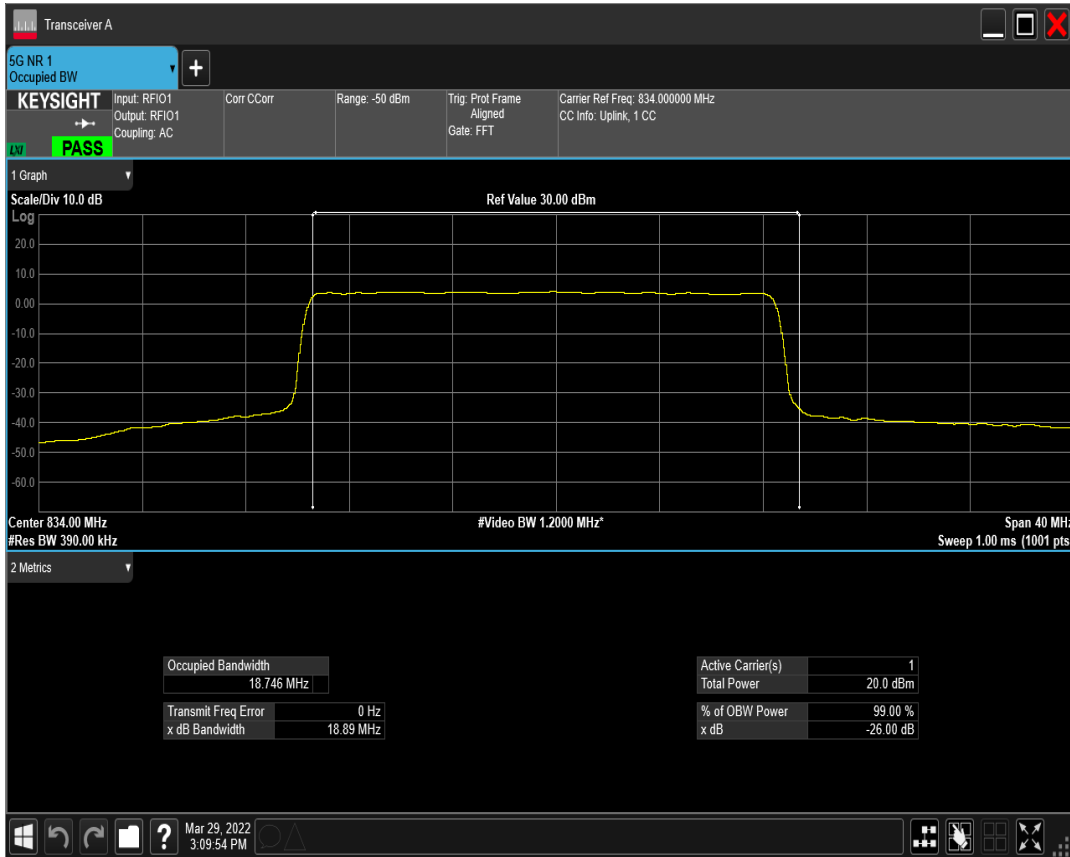 Transceiver A
5G NR 1
Occupied BW
KEYSIGHT
LXI
PASS
Input: RFIO1
Output: RFIO1
Coupling: AC
Corr CCorr
Range: -50 dBm
Trig: Prot Frame
Aligned
Gate: FFT
Carrier Ref Freq: 834.000000 MHz
CC Info: Uplink, 1 CC
1 Graph
Scale/Div 10.0 dB
Ref Value 30.00 dBm
Log
20.0
10.0
0.00
-10.0
-20.0
-30.0
-40.0
-50.0
-60.0
Center 834.00 MHz
#Video BW 1.2000 MHz*
Span 40 MHz
#Res BW 390.00 kHz
Sweep 1.00 ms (1001 pts
2 Metrics
Occupied Bandwidth
18.746 MHz
Transmit Freq Error 0 Hz
x dB Bandwidth 18.89 MHz
Active Carrier(s) 1
Total Power 20.0 dBm
% of OBW Power 99.00 %
x dB -26.00 dB
?
Mar 29, 2022
3:09:54 PM